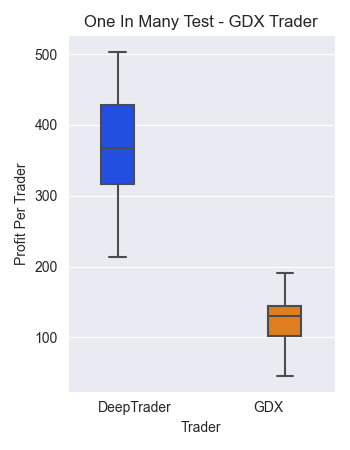 One In Many Test - GDX Trader
Profit Per Trader
500
400
300
200
100
DeepTrader GDX
Trader